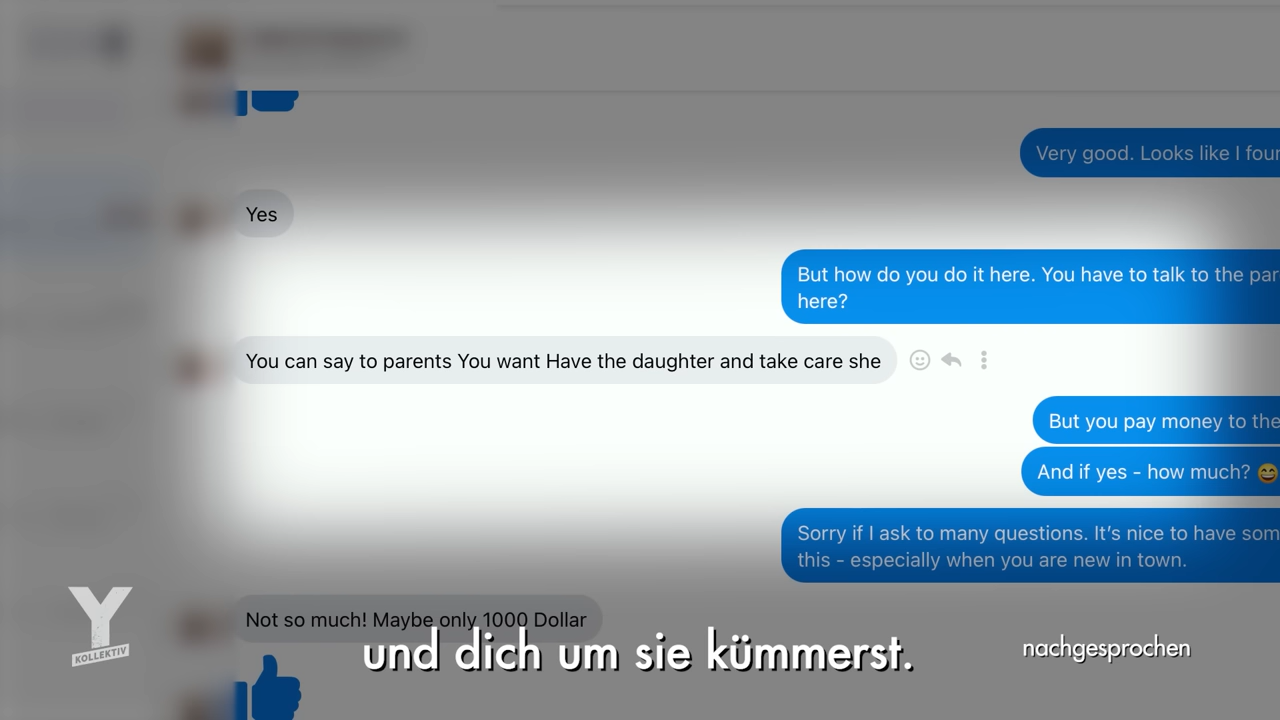 Very good. Looks like I
Yes
But how do you do it here. You have to talk to the
here?
You can say to parents You want Have the daughter and take care she
But you pay money to the
And if yes - how much? 😄
Sorry if I ask to many questions. It's nice to have
this - especially when you are new in town.
Not so much! Maybe only 1000 Dollar
und dich um sie kümmerst.
nachgesprochen
Y
KOLLEKTIV